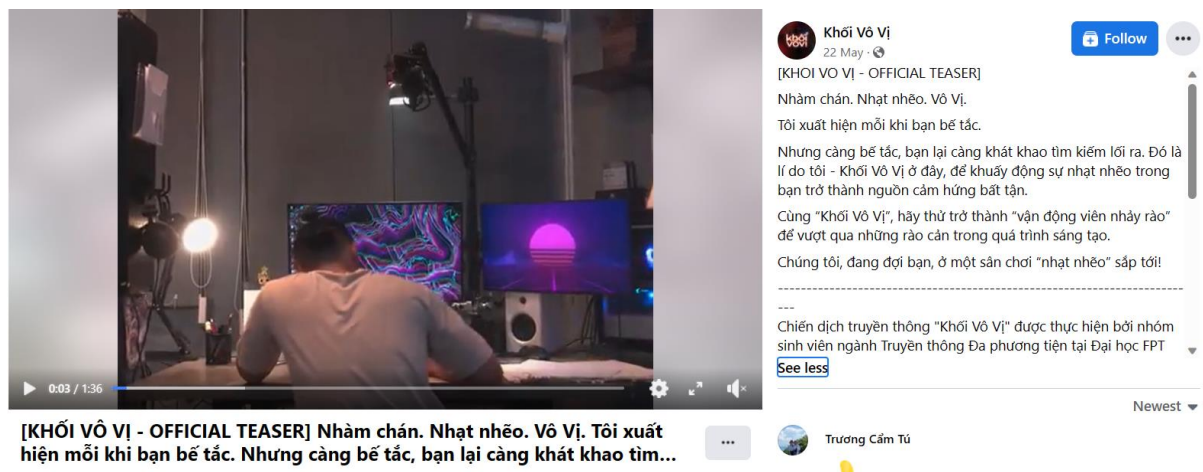 0:03 / 1:36
[KHỐI VÔ VỊ - OFFICIAL TEASER] Nhàm chán. Nhạt nhẽo. Vô Vị. Tôi xuất
hiện mỗi khi bạn bế tắc. Nhưng càng bế tắc, bạn lại càng khát khao tìm...
KHỐI VÔ VỊ
Khối Vô Vị
22 May ·
Follow
[KHOI VO VỊ - OFFICIAL TEASER]
Nhàm chán. Nhạt nhẽo. Vô Vị.
Tôi xuất hiện mỗi khi bạn bế tắc.
Nhưng càng bế tắc, bạn lại càng khát khao tìm kiếm lối ra. Đó là
lí do tôi - Khối Vô Vị ở đây, để khuấy động sự nhạt nhẽo trong
bạn trở thành nguồn cảm hứng bất tận.
Cùng “Khối Vô Vị”, hãy thử trở thành “vận động viên nhảy rào”
để vượt qua những rào cản trong quá trình sáng tạo.
Chúng tôi, đang đợi bạn, ở một sân chơi “nhạt nhẽo” sắp tới!
-----------------------------------------------------------------------------
---
Chiến dịch truyền thông "Khối Vô Vị" được thực hiện bởi nhóm
sinh viên ngành Truyền thông Đa phương tiện tại Đại học FPT
See less
Newest
Trương Cẩm Tú